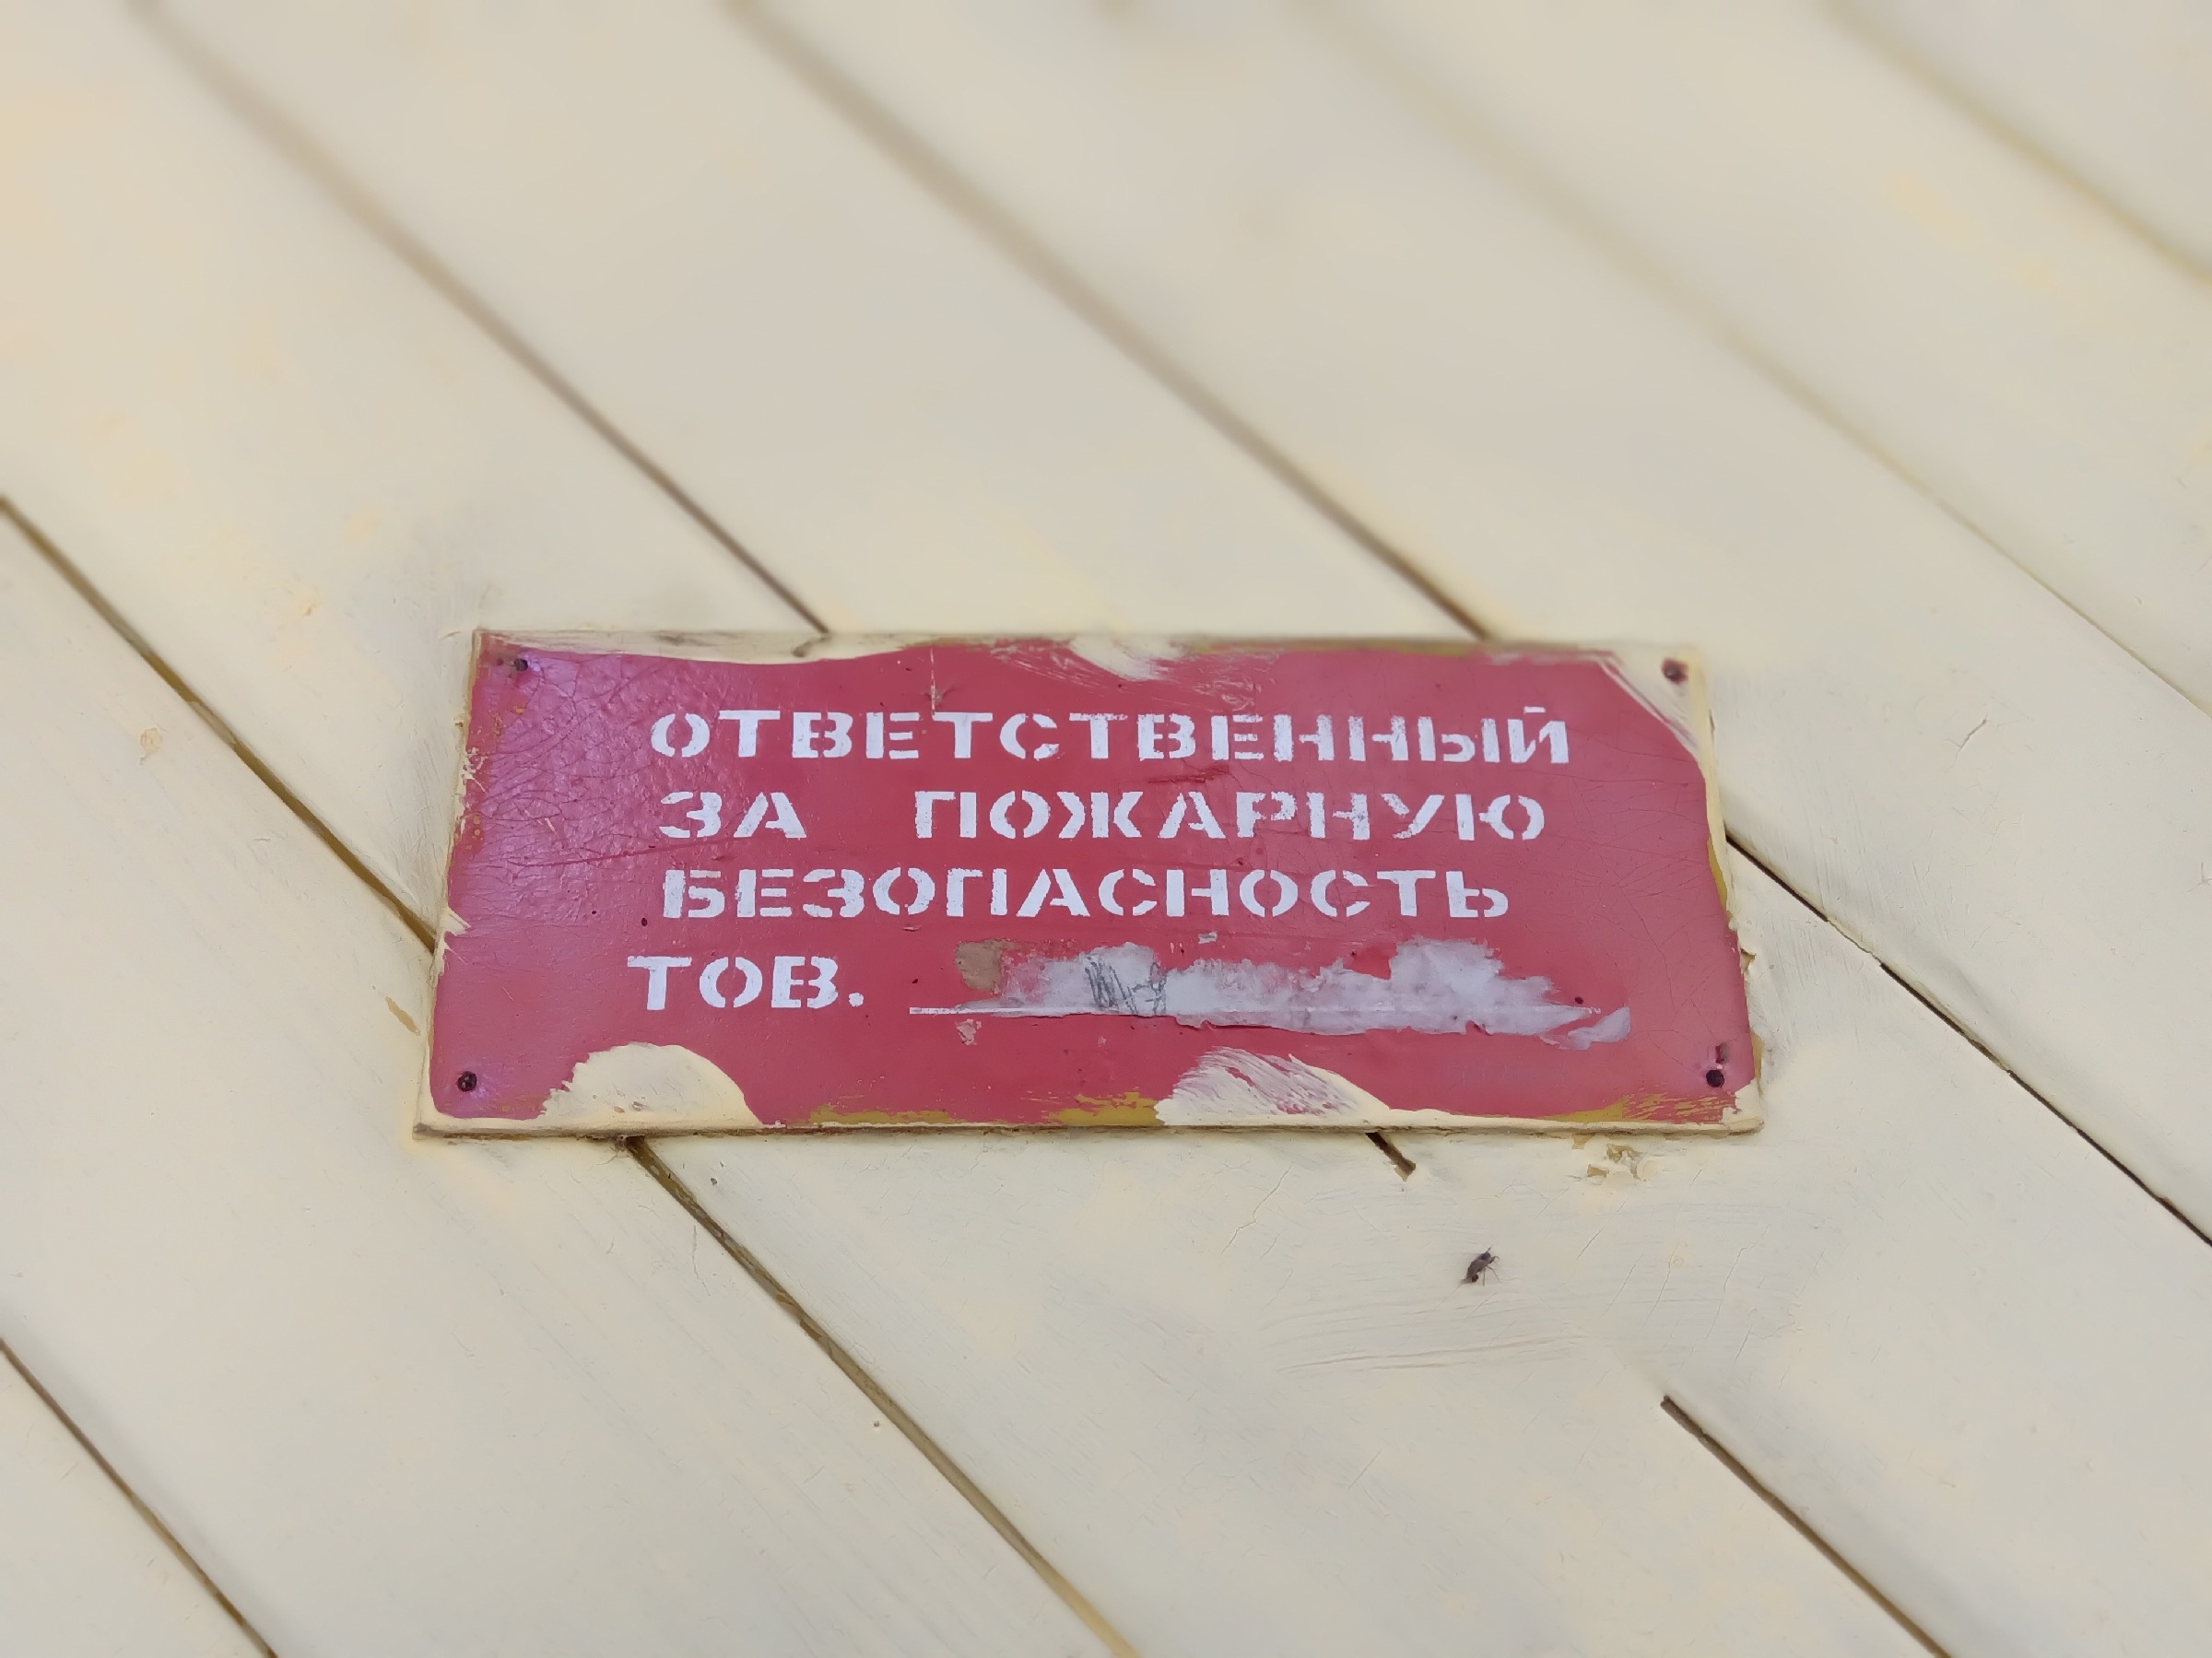 ОТВЕТСТВЕННЫЙ
ЗА ПОЖАРНУЮ
БЕЗОПАСНОСТЬ
ТОВ.